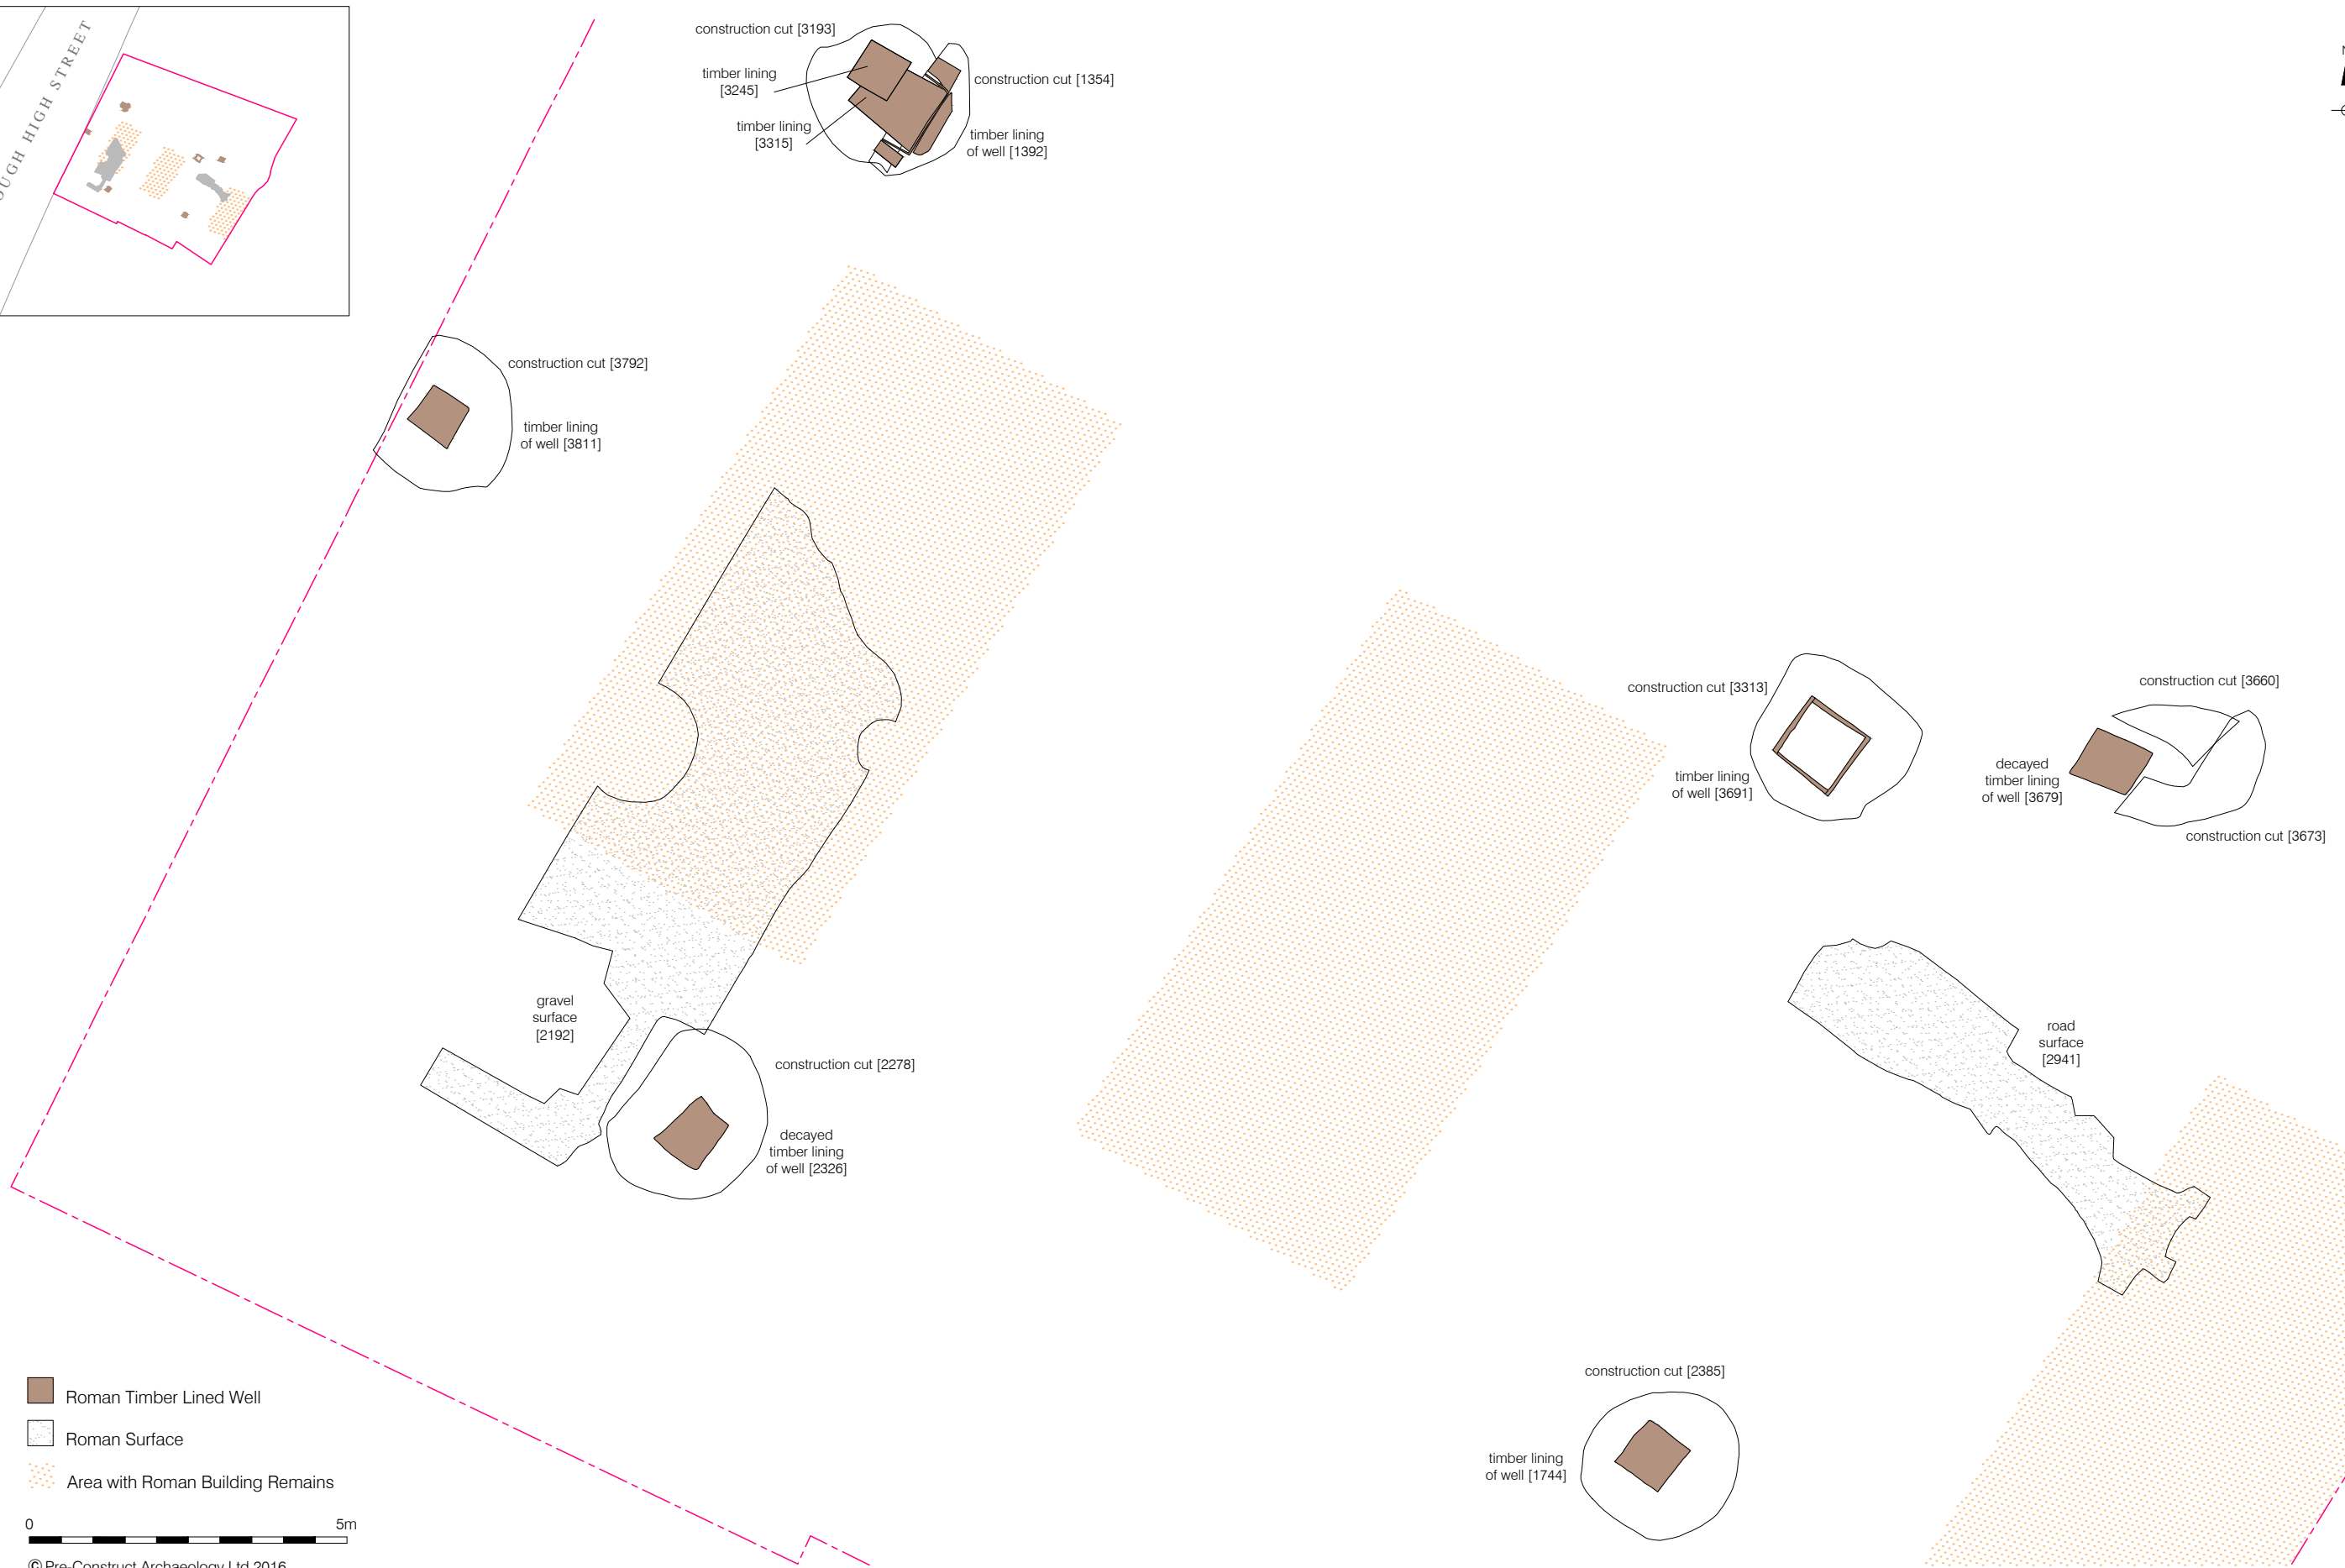 OUGH HIGH STREET
construction cut [3193]
timber lining
[3245]
timber lining
[3315]
construction cut [1354]
timber lining
of well [1392]
N
construction cut [3792]
timber lining
of well [3811]
construction cut [3313]
timber lining
of well [3691]
construction cut [3660]
decayed
timber lining
of well [3679]
construction cut [3673]
gravel
surface
[2192]
road
surface
[2941]
construction cut [2278]
decayed
timber lining
of well [2326]
construction cut [2385]
timber lining
of well [1744]
Roman Timber Lined Well
Roman Surface
Area with Roman Building Remains
0 5m
© Pre-Construct Archaeology Ltd 2016